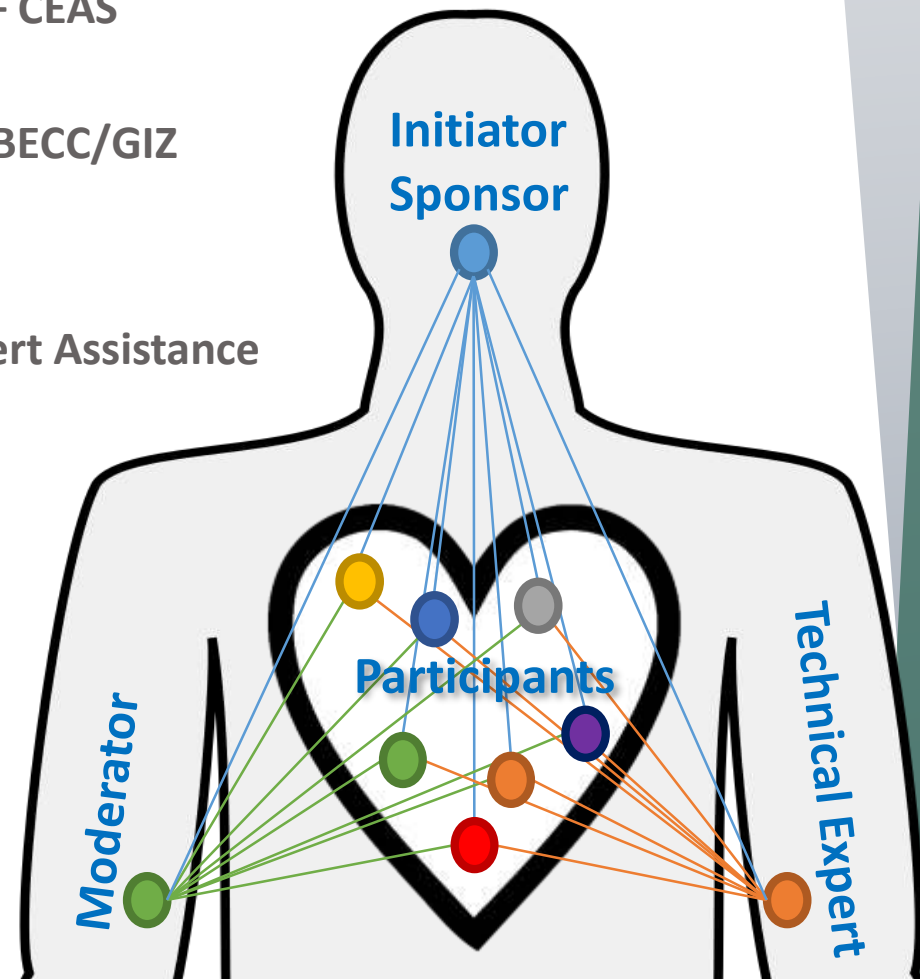 - CEAS
BECC/GIZ
ert Assistance
Initiator
Sponsor
Participants
Moderator
Technical Expert